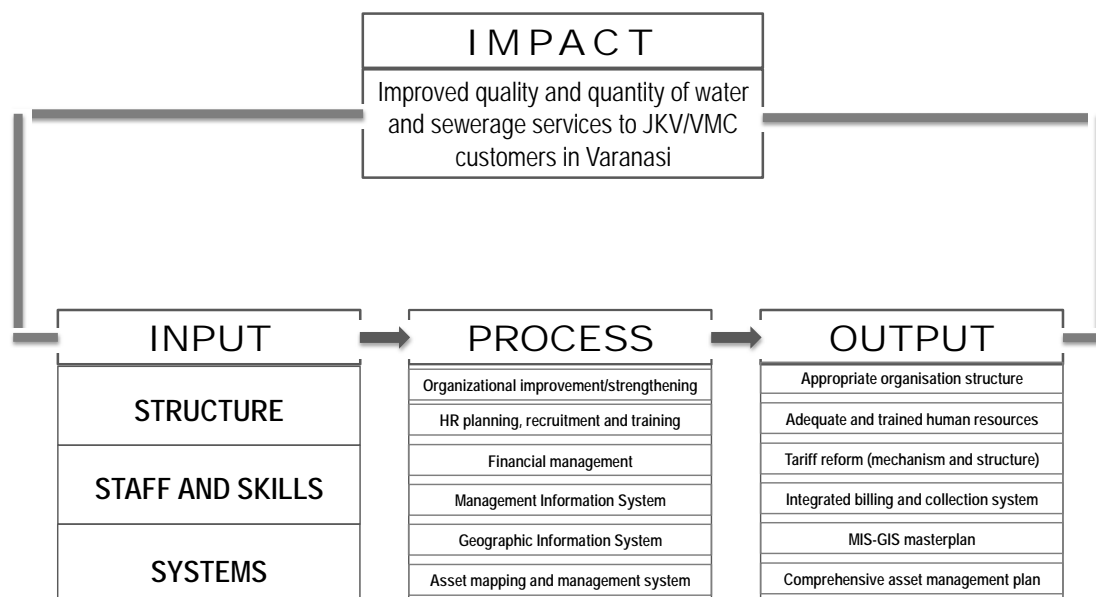 IMPACT
Improved quality and quantity of water
and sewerage services to JKV/VMC
customers in Varanasi
INPUT
STRUCTURE
STAFF AND SKILLS
SYSTEMS
PROCESS
Organizational improvement/strengthening
HR planning, recruitment and training
Financial management
Management Information System
Geographic Information System
Asset mapping and management system
OUTPUT
Appropriate organisation structure
Adequate and trained human resources
Tariff reform (mechanism and structure)
Integrated billing and collection system
MIS-GIS masterplan
Comprehensive asset management plan